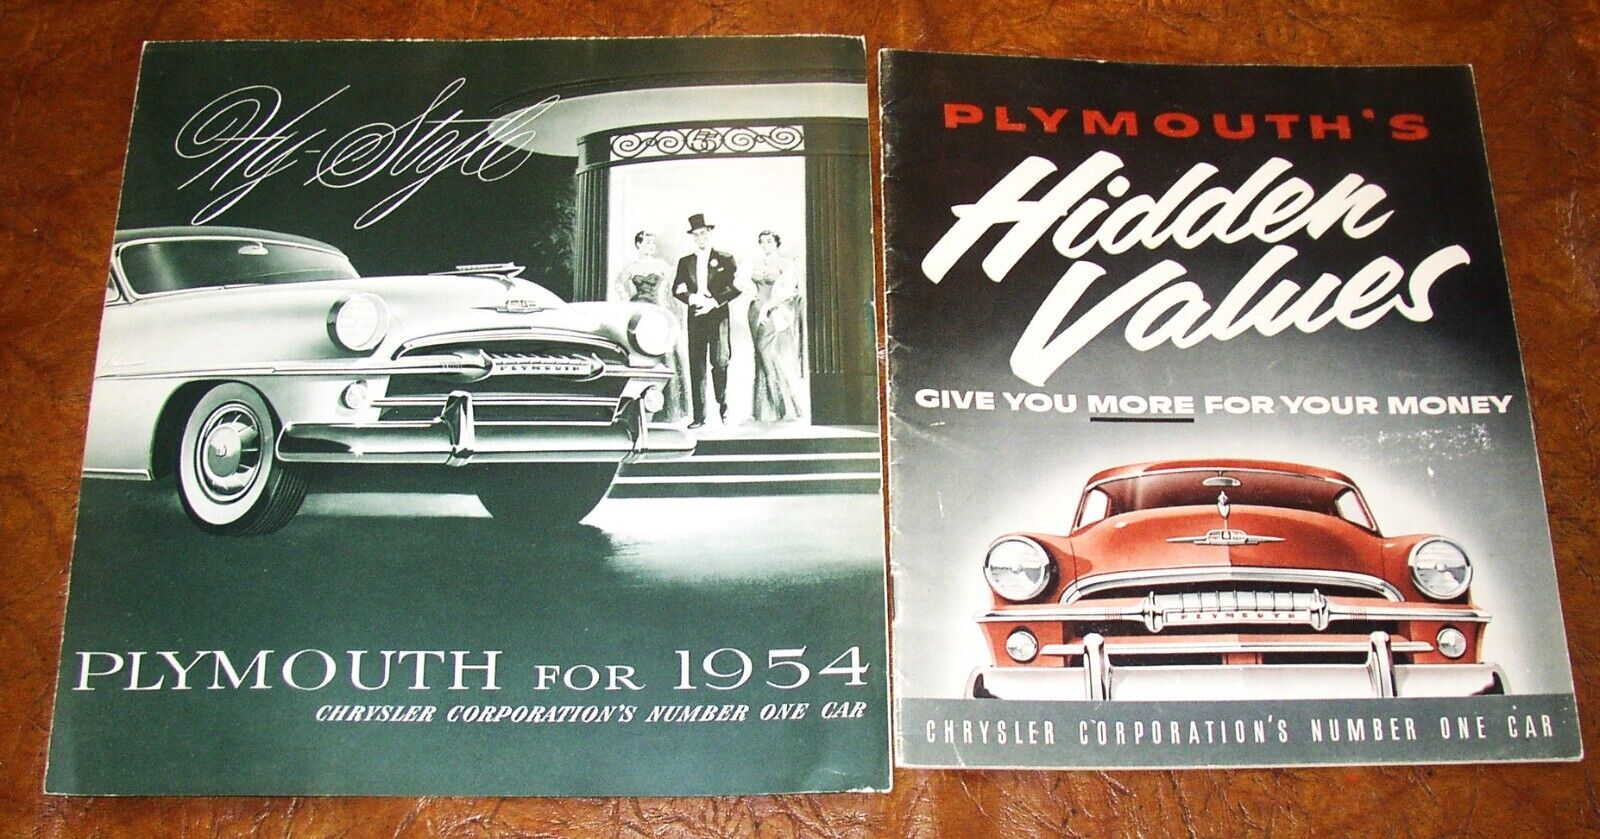 Hy-Style
PLYMOUTH
PLYMOUTH FOR 1954
CHRYSLER CORPORATION'S NUMBER ONE CAR
PLYMOUTH'S
Hidden
Values
GIVE YOU MORE FOR YOUR MONEY
PLYMOUTH
CHRYSLER CORPORATION'S NUMBER ONE CAR